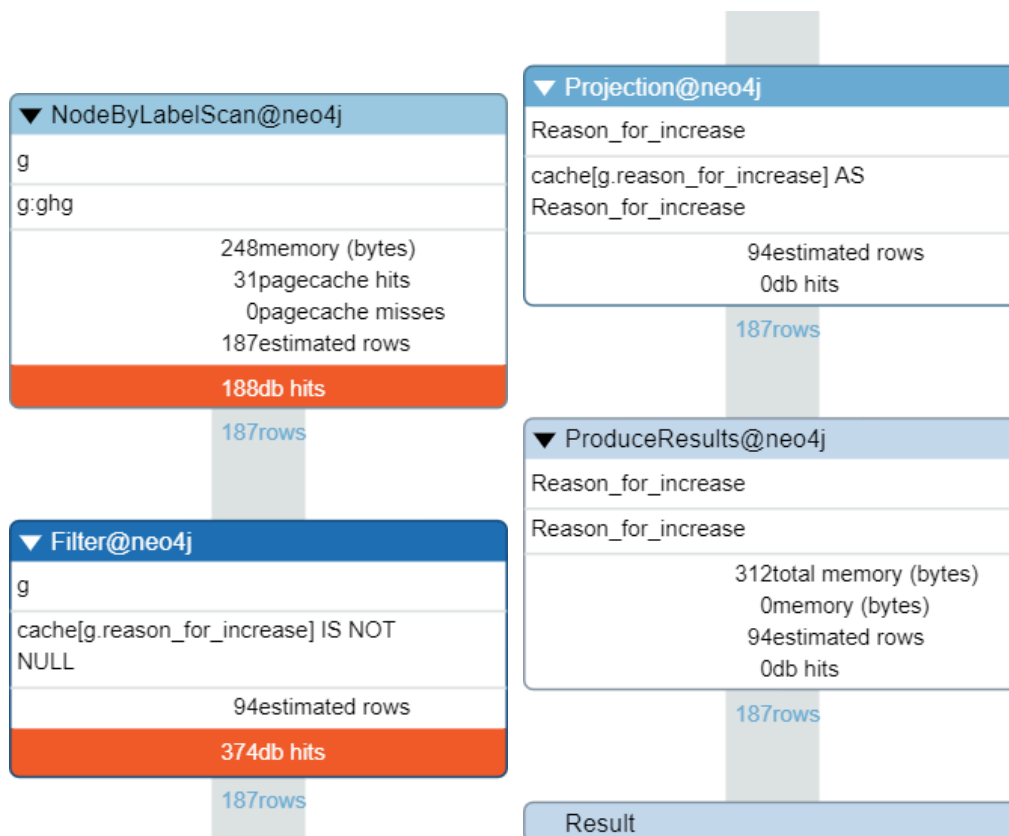 NodeByLabelScan@neo4j
g
g:ghg
248memory (bytes)
31pagecache hits
0pagecache misses
187estimated rows
188db hits
187rows
Filter@neo4j
g
cache[g.reason_for_increase] IS NOT
NULL
94estimated rows
374db hits
187rows
Projection@neo4j
Reason_for_increase
cache[g.reason_for_increase] AS
Reason_for_increase
94estimated rows
0db hits
187rows
ProduceResults@neo4j
Reason_for_increase
Reason_for_increase
312total memory (bytes)
0memory (bytes)
94estimated rows
0db hits
187rows
Result